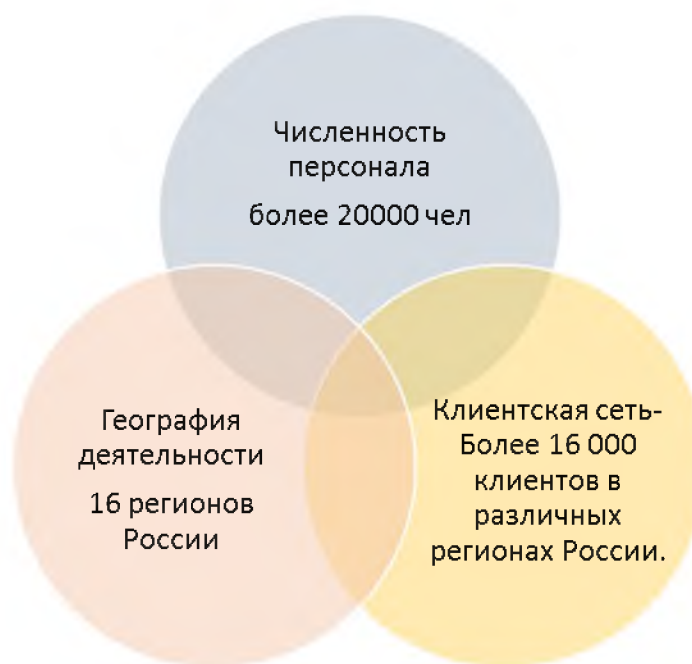 Численность
персонала
более 20000 чел
География
деятельности
16 регионов
России
Клиентская сеть-
Более 16 000
клиентов в
различных
регионах России.